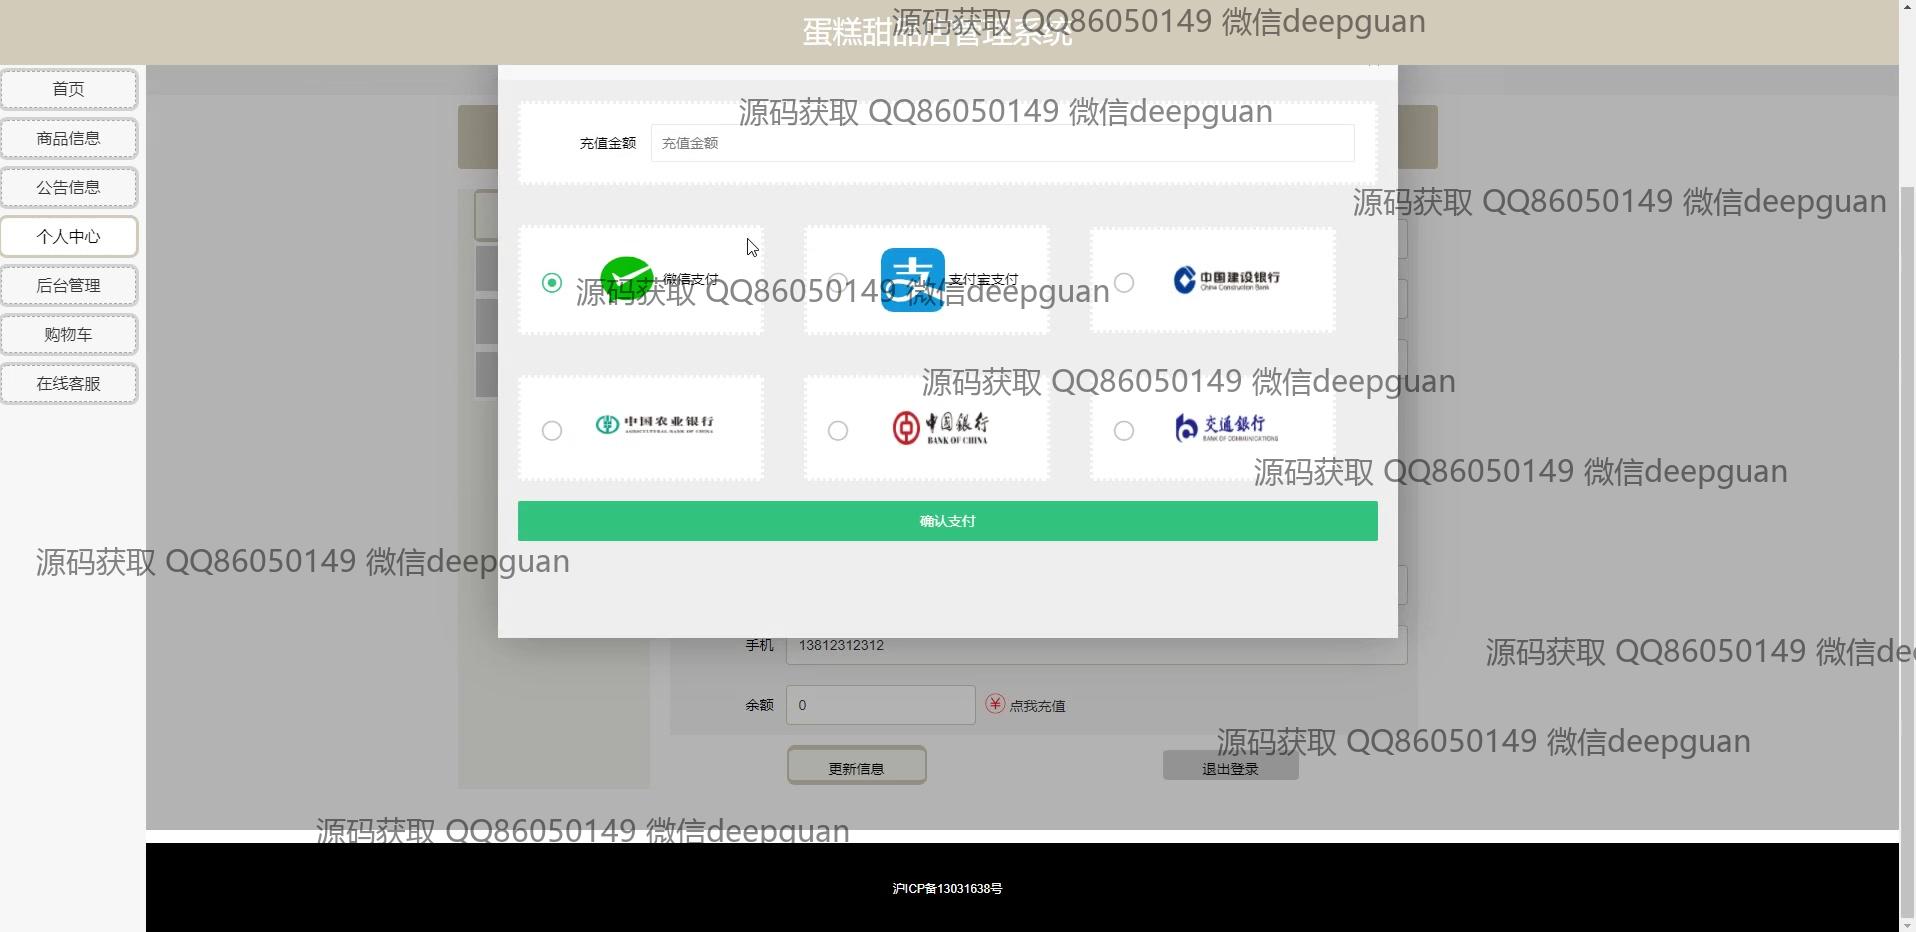 蛋糕甜品店管理系统
源码获取 QQ86050149 微信deepguan
首页
商品信息
公告信息
个人中心
后台管理
购物车
在线客服
源码获取 QQ86050149 微信deepguan
充值金额 充值金额
源码获取 QQ86050149 微信deepguan
微信支付
支付宝支付
中国建设银行
China Construction Bank
源码获取 QQ86050149 微信deepguan
源码获取 QQ86050149 微信deepguan
中国农业银行
AGRICULTURAL BANK OF CHINA
中国银行
BANK OF CHINA
交通银行
BANK OF COMMUNICATIONS
源码获取 QQ86050149 微信deepguan
确认支付
源码获取 QQ86050149 微信deepguan
手机 13812312312
源码获取 QQ86050149 微信de
余额 0 点我充值
源码获取 QQ86050149 微信deepguan
更新信息
退出登录
源码获取 QQ86050149 微信deepguan
沪ICP备13031638号